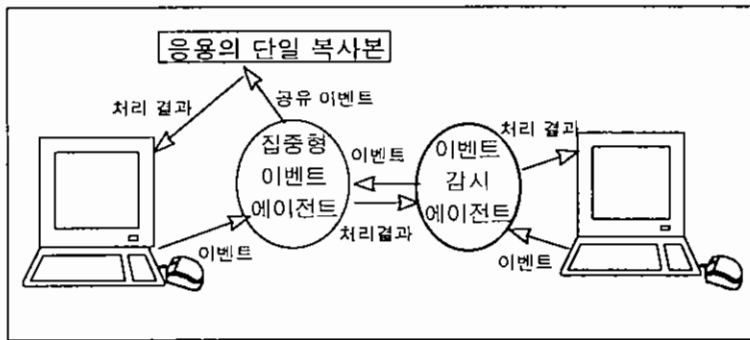 응용의 단일 복사본
처리 결과
공유 이벤트
처리 결과
집중형
이벤트
에이전트
이벤트
이벤트
감시
에이전트
이벤트
처리결과
이벤트